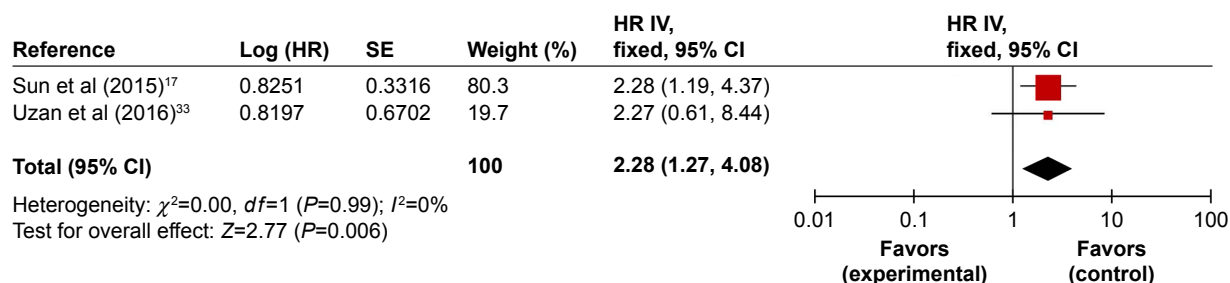 HR IV, HR IV,
Reference Log (HR) SE Weight (%) fixed, 95% CI fixed, 95% CI
Sun et al (2015)¹⁷ 0.8251 0.3316 80.3 2.28 (1.19, 4.37)
Uzan et al (2016)³³ 0.8197 0.6702 19.7 2.27 (0.61, 8.44)
Total (95% CI) 100 2.28 (1.27, 4.08)
Heterogeneity: χ²=0.00, df=1 (P=0.99); I²=0%
Test for overall effect: Z=2.77 (P=0.006)
0.01 0.1 1 10 100
Favors Favors
(experimental) (control)